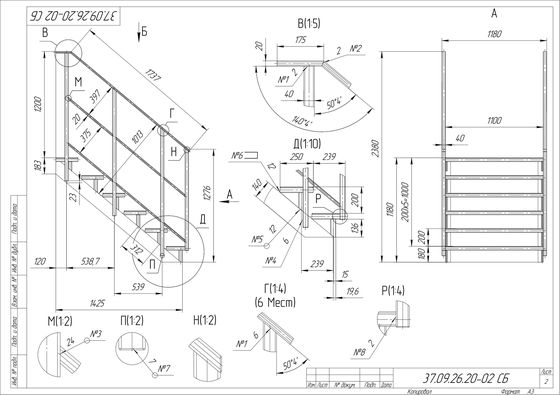 37.09.26.20-02 СБ
В
Б
В(1:5)
А
175
20
2
№2
№1
2
40
50°4'
140°4'
1180
1100
40
2380
1180
200х5=1000
200
180
1737
М
397
20
Г
Н
1013
375
1200
183
23
1276
А
Д
312
П
120
538,7
539
1425
Д(1:10)
№6
12
250
239
140
Р
200
136
№5
12
6
№4
239
15
19,6
М(1:2)
24
№3
П(1:2)
7
№7
Н(1:2)
Г(1:4)
(6 Мест)
№1
6
50°4'
Р(1:4)
2
№8
Инв. № подл.
Подп. и дата
Взам. инв. №
Инв. № дубл.
Подп. и дата
Изм. Лист
№ докум.
Подп.
Дата
37.09.26.20-02 СБ
Лист
2
Копировал
Формат
А3